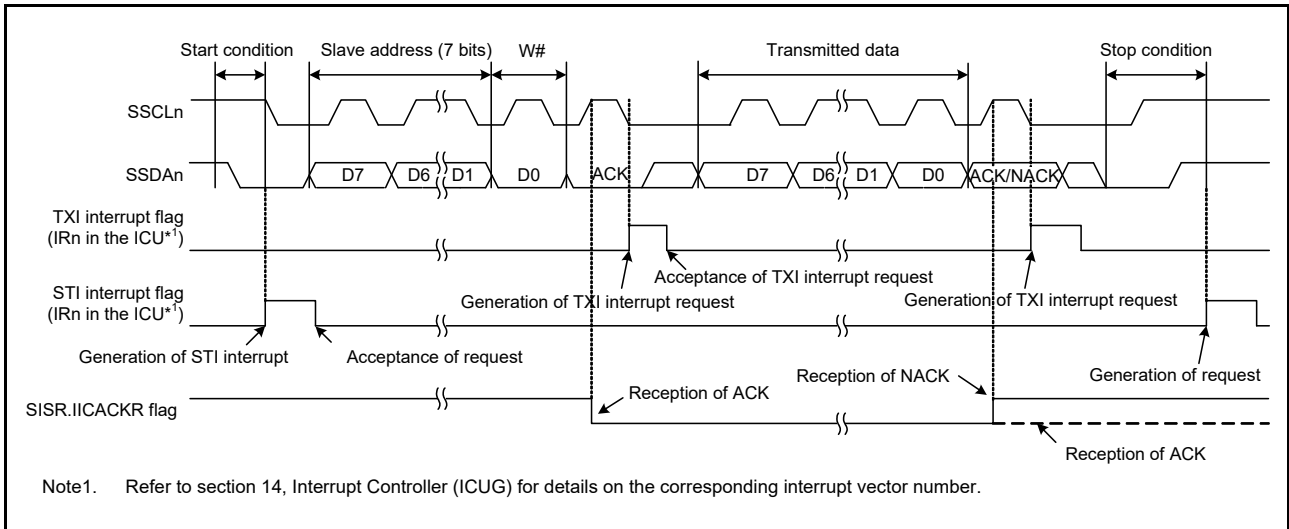 Start condition Slave address (7 bits) W# Transmitted data Stop condition
SSCLn
SSDAn D7 D6 D1 D0 ACK D7 D6 D1 D0 ACK/NACK
TXI interrupt flag
(IRn in the ICU*1)
Acceptance of TXI interrupt request
Generation of TXI interrupt request Generation of TXI interrupt request
STI interrupt flag
(IRn in the ICU*1)
Generation of STI interrupt Acceptance of request
Generation of request
Reception of NACK
Reception of ACK
SISR.IICACKR flag
Reception of ACK
Note1. Refer to section 14, Interrupt Controller (ICUG) for details on the corresponding interrupt vector number.